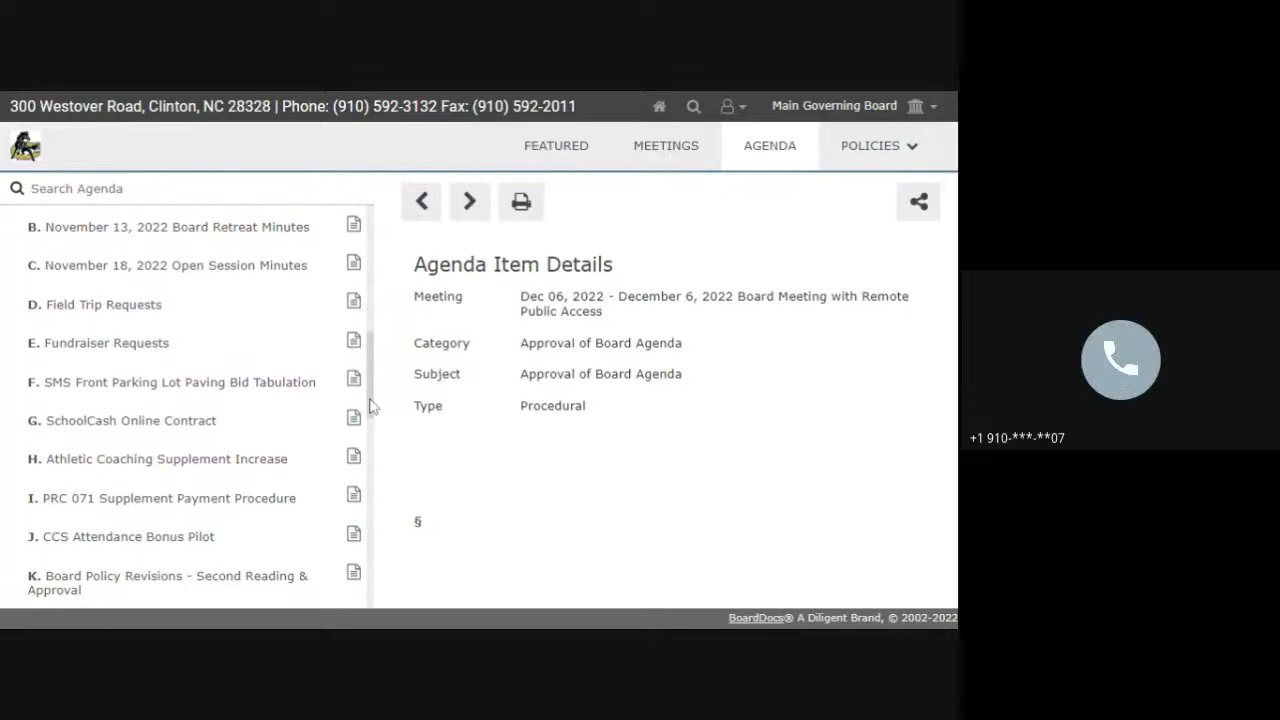 300 Westover Road, Clinton, NC 28328 | Phone: (910) 592-3132 Fax: (910) 592-2011
Main Governing Board
FEATURED
MEETINGS
AGENDA
POLICIES
Search Agenda
B. November 13, 2022 Board Retreat Minutes
C. November 18, 2022 Open Session Minutes
D. Field Trip Requests
E. Fundraiser Requests
F. SMS Front Parking Lot Paving Bid Tabulation
G. SchoolCash Online Contract
H. Athletic Coaching Supplement Increase
I. PRC 071 Supplement Payment Procedure
J. CCS Attendance Bonus Pilot
K. Board Policy Revisions - Second Reading &
Approval
Agenda Item Details
Meeting
Dec 06, 2022 - December 6, 2022 Board Meeting with Remote
Public Access
Category
Approval of Board Agenda
Subject
Approval of Board Agenda
Type
Procedural
§
BoardDocs® A Diligent Brand, © 2002-2022
+1 910-***-**07